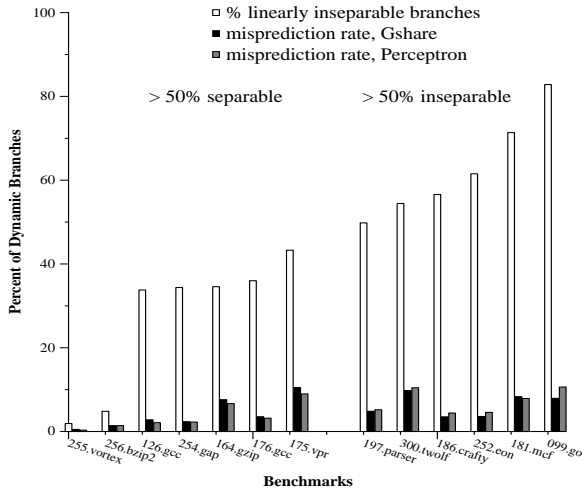 100
80
60
40
20
0
Percent of Dynamic Branches
% linearly inseparable branches
misprediction rate, Gshare
misprediction rate, Perceptron
> 50% separable
> 50% inseparable
255.vortex
256.bzip2
126.gcc
254.gap
164.gzip
176.gcc
175.vpr
197.parser
300.twolf
186.crafty
252.eon
181.mcf
099.go
Benchmarks